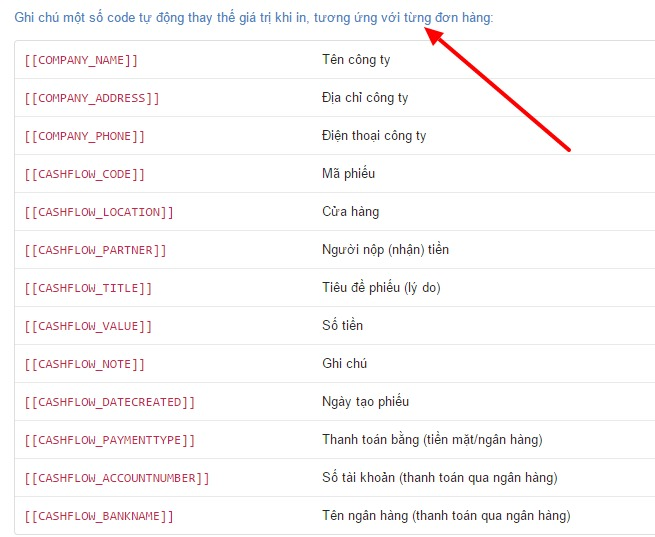 Ghi chú một số code tự động thay thế giá trị khi in, tương ứng với từng đơn hàng:
[[COMPANY_NAME]] Tên công ty
[[COMPANY_ADDRESS]] Địa chỉ công ty
[[COMPANY_PHONE]] Điện thoại công ty
[[CASHFLOW_CODE]] Mã phiếu
[[CASHFLOW_LOCATION]] Cửa hàng
[[CASHFLOW_PARTNER]] Người nộp (nhận) tiền
[[CASHFLOW_TITLE]] Tiêu đề phiếu (lý do)
[[CASHFLOW_VALUE]] Số tiền
[[CASHFLOW_NOTE]] Ghi chú
[[CASHFLOW_DATECREATED]] Ngày tạo phiếu
[[CASHFLOW_PAYMENTTYPE]] Thanh toán bằng (tiền mặt/ngân hàng)
[[CASHFLOW_ACCOUNTNUMBER]] Số tài khoản (thanh toán qua ngân hàng)
[[CASHFLOW_BANKNAME]] Tên ngân hàng (thanh toán qua ngân hàng)